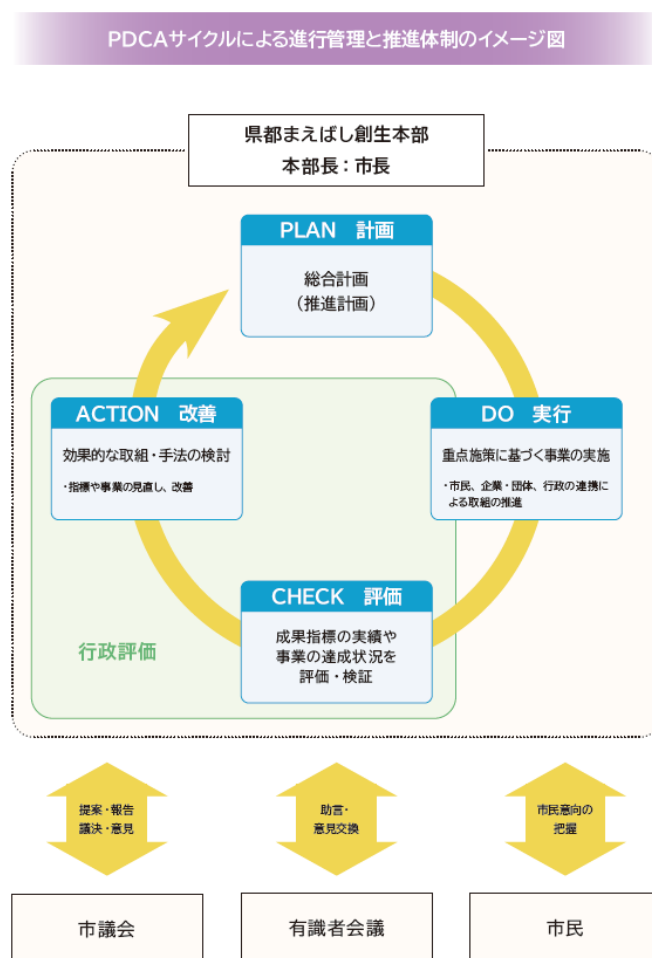 PDCAサイクルによる進行管理と推進体制のイメージ図
県都まえばし創生本部
本部長：市長
PLAN 計画
総合計画
（推進計画）
ACTION 改善
効果的な取組・手法の検討
・指標や事業の見直し、改善
DO 実行
重点施策に基づく事業の実施
・市民、企業・団体、行政の連携に
よる取組の推進
CHECK 評価
成果指標の実績や
事業の達成状況を
評価・検証
行政評価
提案・報告
議決・意見
助言・
意見交換
市民意向の
把握
市議会
有識者会議
市民